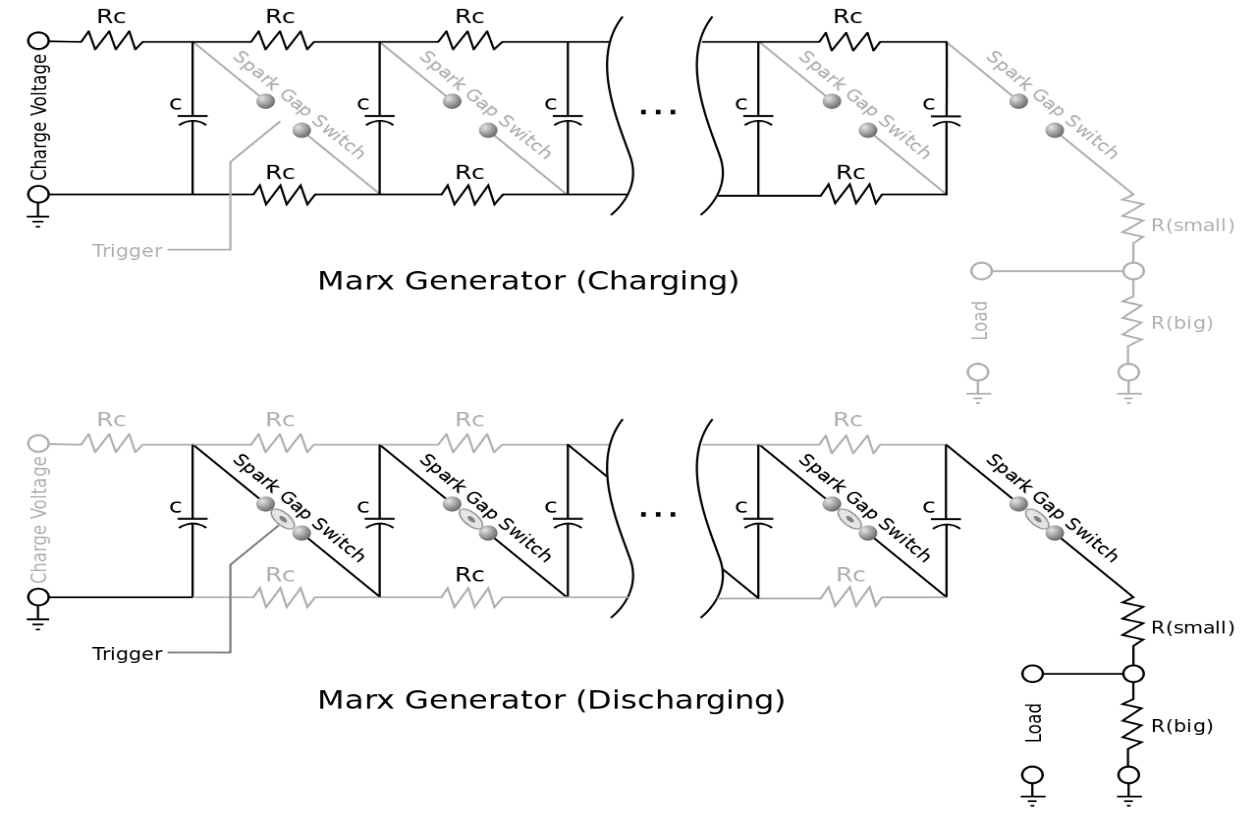 Rc Rc Rc Rc
Charge Voltage
c Spark Gap Switch c Spark Gap Switch c ... c Spark Gap Switch c Spark Gap Switch
Rc Rc Rc
Trigger
R(small)
Marx Generator (Charging)
Load
R(big)
Rc Rc Rc Rc
Charge Voltage
c Spark Gap Switch c Spark Gap Switch c ... c Spark Gap Switch c Spark Gap Switch
Rc Rc Rc
Trigger
R(small)
Marx Generator (Discharging)
Load
R(big)